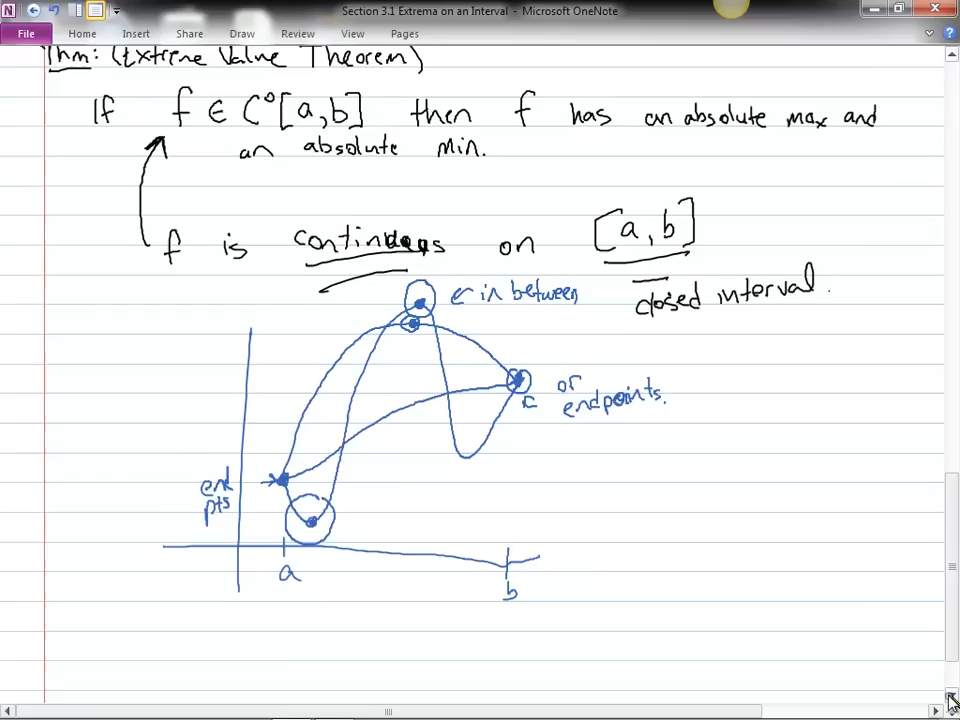 Section 3.1 Extrema on an Interval - Microsoft OneNote
File Home Insert Share Draw Review View Pages
Thm: (Extreme Value Theorem)
If f ∈ C⁰[a,b] then f has an absolute max and
an absolute min.
f is continuous on [a,b]
closed interval.
← in between
or
endpoints.
end
pts
a
b